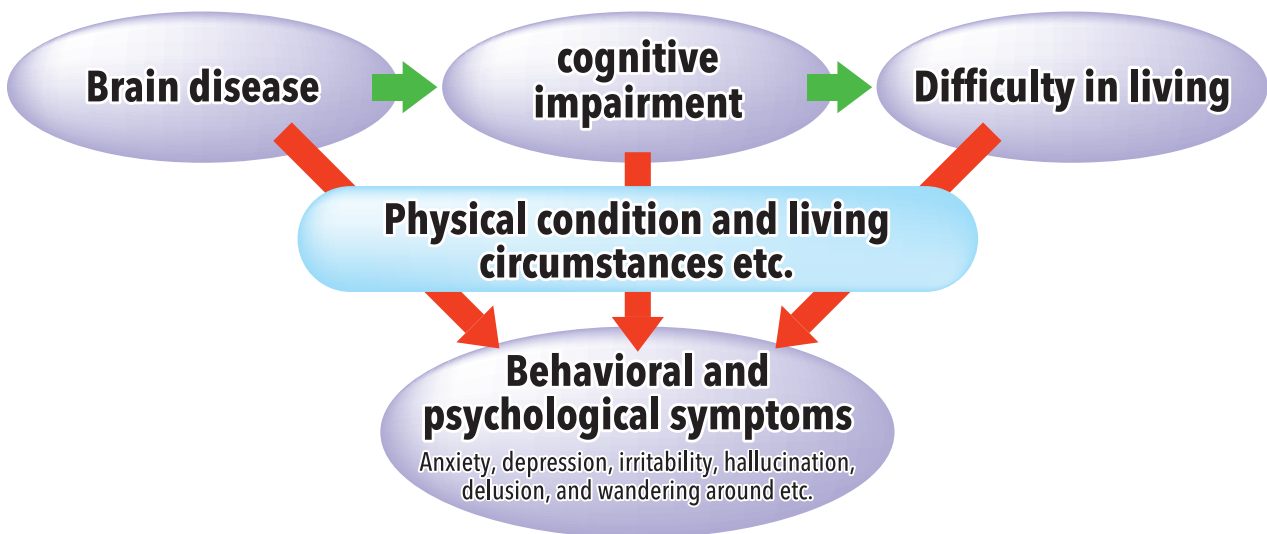 Brain disease
cognitive
impairment
Difficulty in living
Physical condition and living
circumstances etc.
Behavioral and
psychological symptoms
Anxiety, depression, irritability, hallucination,
delusion, and wandering around etc.